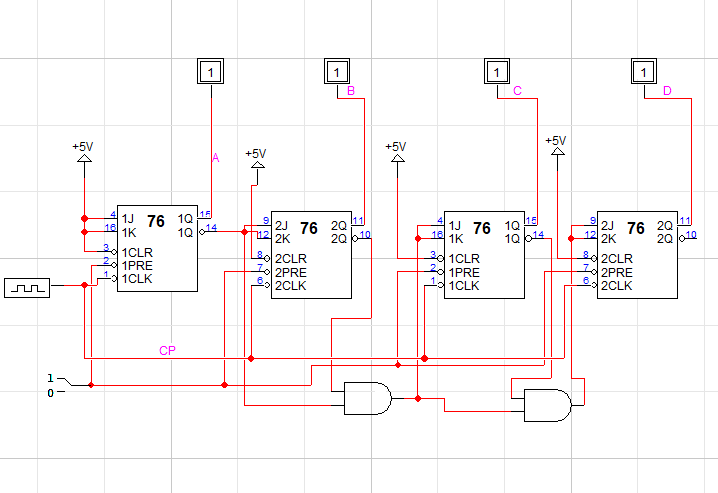 1 1 1 1
B C D
+5V +5V +5V +5V
A
4 1J 76 1Q 15
16 1K 1Q 14
3 1CLR
2 1PRE
1 1CLK
9 2J 76 2Q 11
12 2K 2Q 10
8 2CLR
7 2PRE
6 2CLK
4 1J 76 1Q 15
16 1K 1Q 14
3 1CLR
2 1PRE
1 1CLK
9 2J 76 2Q 11
12 2K 2Q 10
8 2CLR
7 2PRE
6 2CLK
CP
1
0